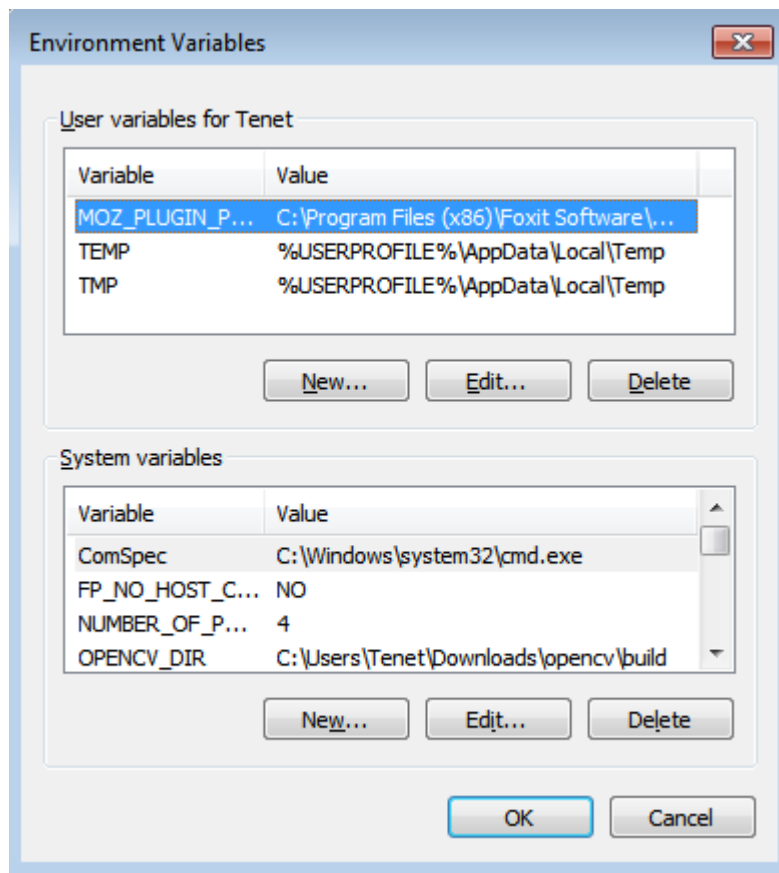 Environment Variables
User variables for Tenet
Variable Value
MOZ_PLUGIN_P... C:\Program Files (x86)\Foxit Software\...
TEMP %USERPROFILE%\AppData\Local\Temp
TMP %USERPROFILE%\AppData\Local\Temp
New... Edit... Delete
System variables
Variable Value
ComSpec C:\Windows\system32\cmd.exe
FP_NO_HOST_C... NO
NUMBER_OF_P... 4
OPENCV_DIR C:\Users\Tenet\Downloads\opencv\build
New... Edit... Delete
OK Cancel